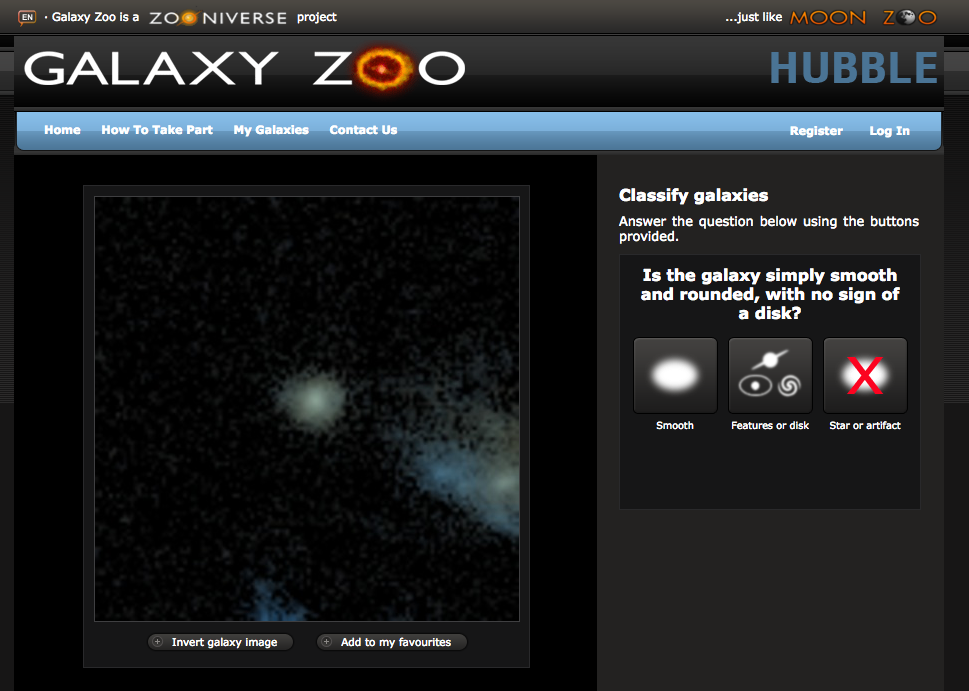 EN · Galaxy Zoo is a ZOONIVERSE project
...just like MOON ZOO
GALAXY ZOO
HUBBLE
Home How To Take Part My Galaxies Contact Us
Register Log In
Classify galaxies
Answer the question below using the buttons
provided.
Is the galaxy simply smooth
and rounded, with no sign of
a disk?
X
Smooth Features or disk Star or artifact
Invert galaxy image Add to my favourites